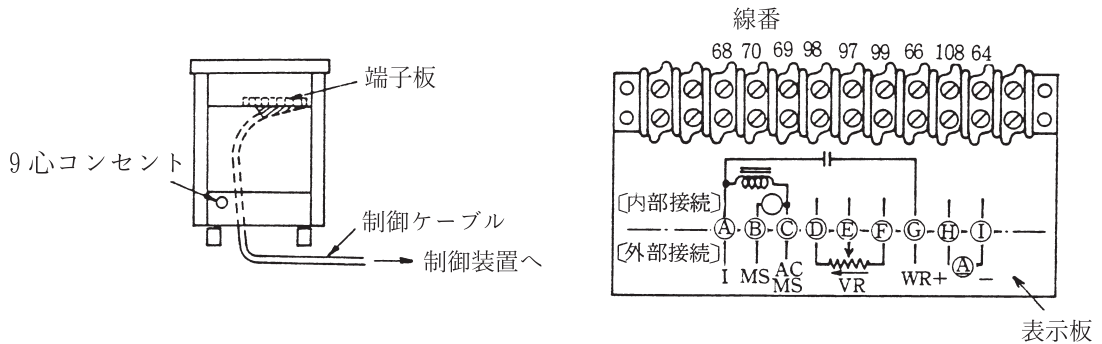 端子板
9心コンセント
制御ケーブル
制御装置へ
線番
68 70 69 98 97 99 66 108 64
〔内部接続〕
A B C D E F G H I
〔外部接続〕
I MS AC MS VR WR + A −
表示板